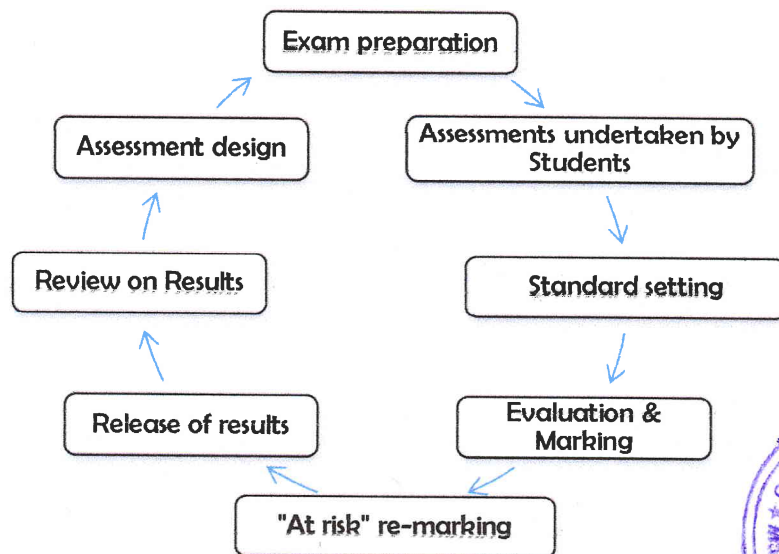 Exam preparation
Assessments undertaken by
Students
Standard setting
Evaluation &
Marking
"At risk" re-marking
Release of results
Review on Results
Assessment design